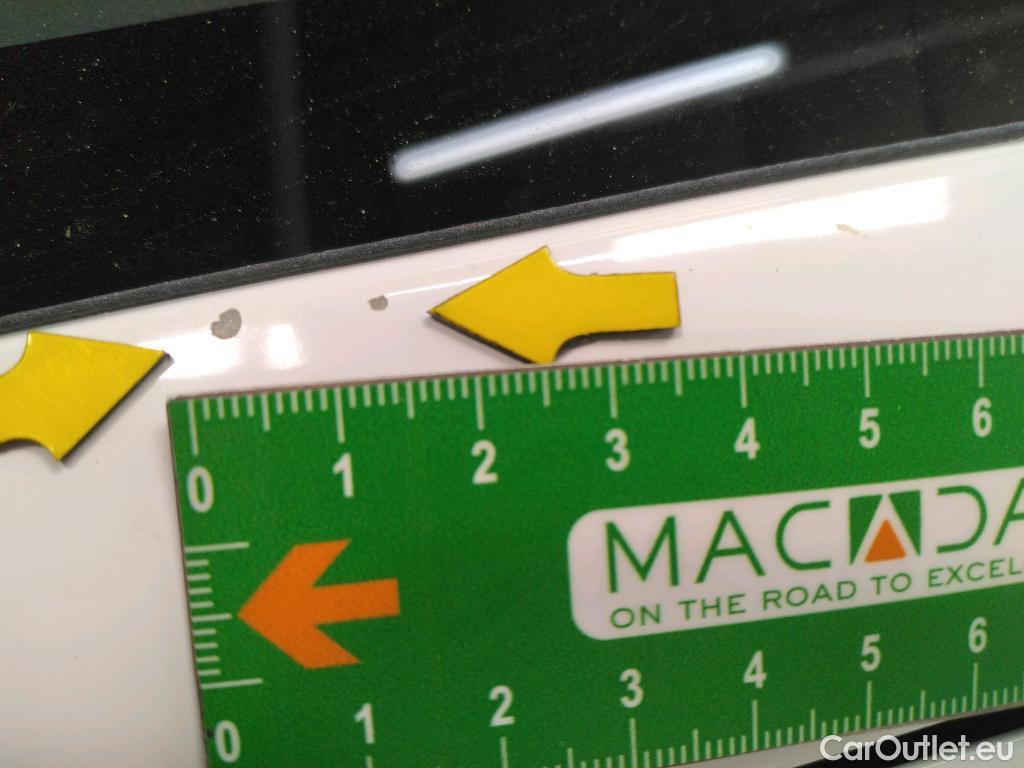 0 1 2 3 4 5 6
MACADA
ON THE ROAD TO EXCEL
0 1 2 3 4 5 6
CarOutlet.eu